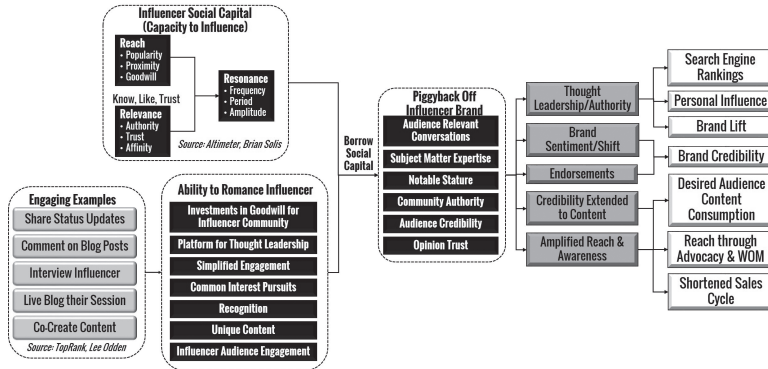 Influencer Social Capital
(Capacity to Influence)
Reach
• Popularity
• Proximity
• Goodwill
Know, Like, Trust
Relevance
• Authority
• Trust
• Affinity
Resonance
• Frequency
• Period
• Amplitude
Source: Altimeter, Brian Solis
Engaging Examples
Share Status Updates
Comment on Blog Posts
Interview Influencer
Live Blog their Session
Co-Create Content
Source: TopRank, Lee Odden
Ability to Romance Influencer
Investments in Goodwill for
Influencer Community
Platform for Thought Leadership
Simplified Engagement
Common Interest Pursuits
Recognition
Unique Content
Influencer Audience Engagement
Borrow
Social
Capital
Piggyback Off
Influencer Brand
Audience Relevant
Conversations
Subject Matter Expertise
Notable Stature
Community Authority
Audience Credibility
Opinion Trust
Thought
Leadership/Authority
Brand
Sentiment/Shift
Endorsements
Credibility Extended
to Content
Amplified Reach &
Awareness
Search Engine
Rankings
Personal Influence
Brand Lift
Brand Credibility
Desired Audience
Content
Consumption
Reach through
Advocacy & WOM
Shortened Sales
Cycle